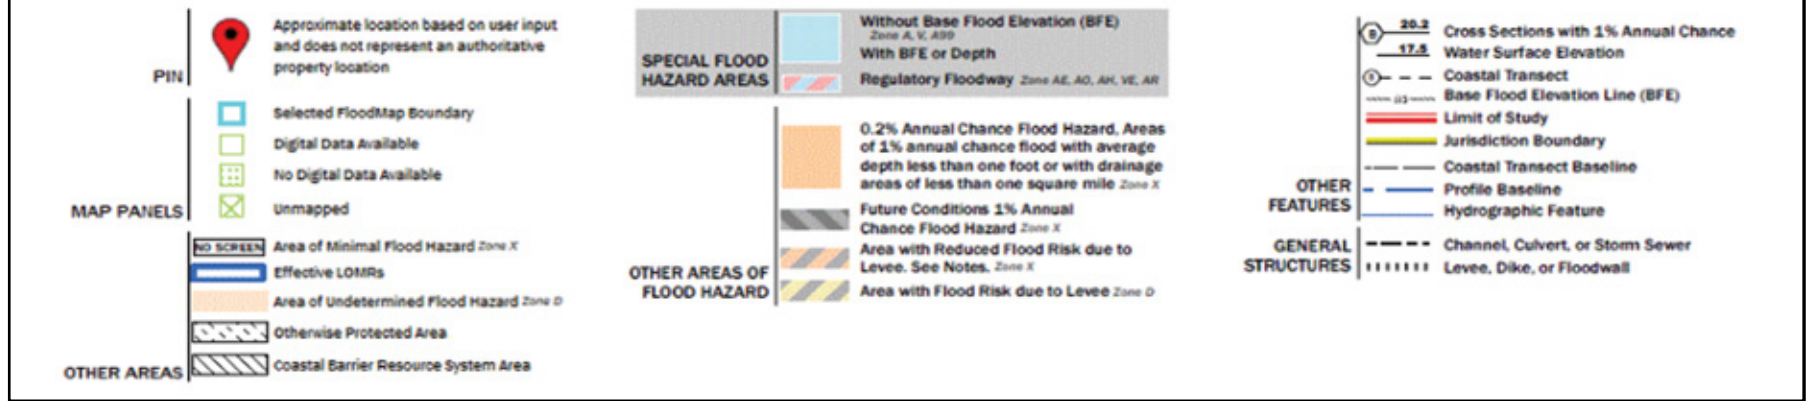 PIN
Approximate location based on user input
and does not represent an authoritative
property location
MAP PANELS
Selected FloodMap Boundary
Digital Data Available
No Digital Data Available
Unmapped
OTHER AREAS
NO SCREEN Area of Minimal Flood Hazard Zone X
Effective LOMRs
Area of Undetermined Flood Hazard Zone D
Otherwise Protected Area
Coastal Barrier Resource System Area
SPECIAL FLOOD
HAZARD AREAS
Without Base Flood Elevation (BFE)
Zone A, V, A99
With BFE or Depth
Regulatory Floodway Zone AE, AO, AH, VE, AR
OTHER AREAS OF
FLOOD HAZARD
0.2% Annual Chance Flood Hazard, Areas
of 1% annual chance flood with average
depth less than one foot or with drainage
areas of less than one square mile Zone X
Future Conditions 1% Annual
Chance Flood Hazard Zone X
Area with Reduced Flood Risk due to
Levee. See Notes. Zone X
Area with Flood Risk due to Levee Zone D
OTHER
FEATURES
20.2 Cross Sections with 1% Annual Chance
17.5 Water Surface Elevation
Coastal Transect
Base Flood Elevation Line (BFE)
Limit of Study
Jurisdiction Boundary
Coastal Transect Baseline
Profile Baseline
Hydrographic Feature
GENERAL
STRUCTURES
Channel, Culvert, or Storm Sewer
Levee, Dike, or Floodwall